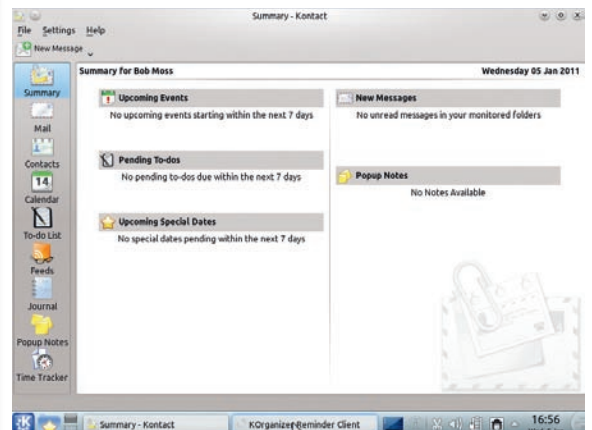 Summary - Kontact
File Settings Help
New Message
Summary
Mail
Contacts
14
Calendar
To-do List
Feeds
Journal
Popup Notes
Time Tracker
Summary for Bob Moss
Wednesday 05 Jan 2011
Upcoming Events
No upcoming events starting within the next 7 days
Pending To-dos
No pending to-dos due within the next 7 days
Upcoming Special Dates
No special dates pending within the next 7 days
New Messages
No unread messages in your monitored folders
Popup Notes
No Notes Available
Summary - Kontact
KOrganizer Reminder Client
16:56